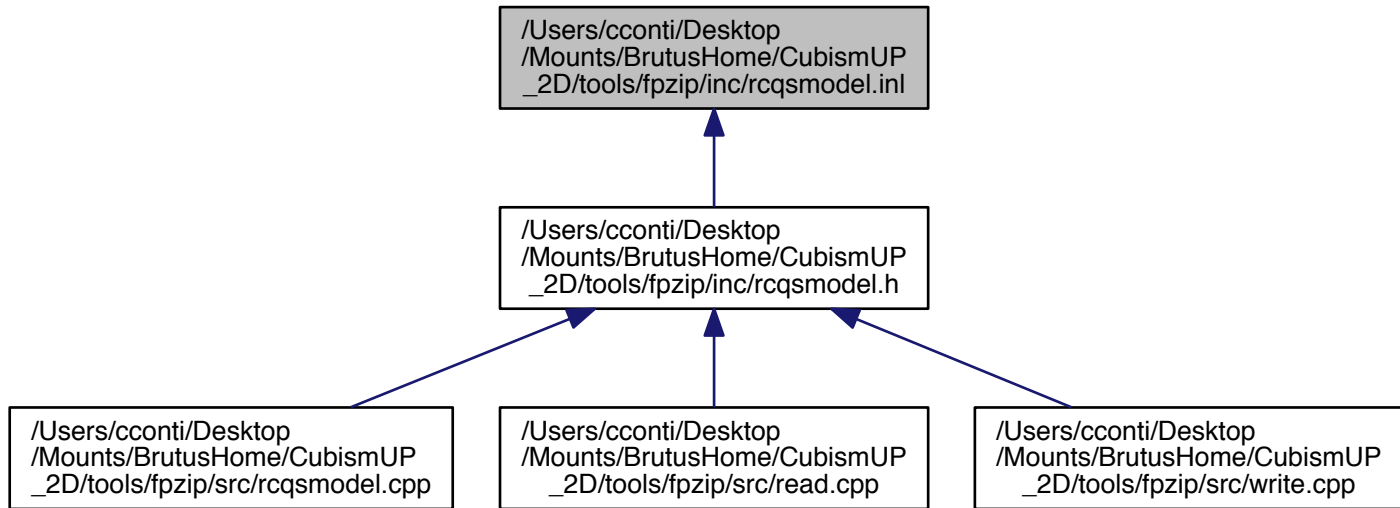 /Users/cconti/Desktop
/Mounts/BrutusHome/CubismUP
_2D/tools/fpzip/inc/rcqsmodel.inl
/Users/cconti/Desktop
/Mounts/BrutusHome/CubismUP
_2D/tools/fpzip/inc/rcqsmodel.h
/Users/cconti/Desktop
/Mounts/BrutusHome/CubismUP
_2D/tools/fpzip/src/rcqsmodel.cpp
/Users/cconti/Desktop
/Mounts/BrutusHome/CubismUP
_2D/tools/fpzip/src/read.cpp
/Users/cconti/Desktop
/Mounts/BrutusHome/CubismUP
_2D/tools/fpzip/src/write.cpp